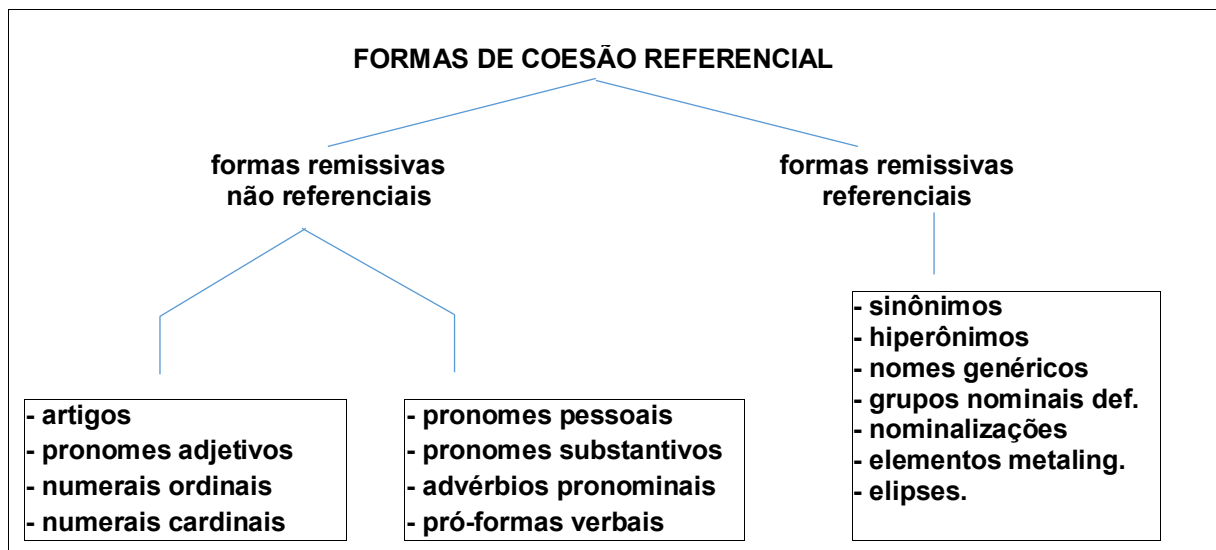 FORMAS DE COESÃO REFERENCIAL
formas remissivas
não referenciais
formas remissivas
referenciais
- artigos
- pronomes adjetivos
- numerais ordinais
- numerais cardinais
- pronomes pessoais
- pronomes substantivos
- advérbios pronominais
- pró-formas verbais
- sinônimos
- hiperônimos
- nomes genéricos
- grupos nominais def.
- nominalizações
- elementos metaling.
- elipses.